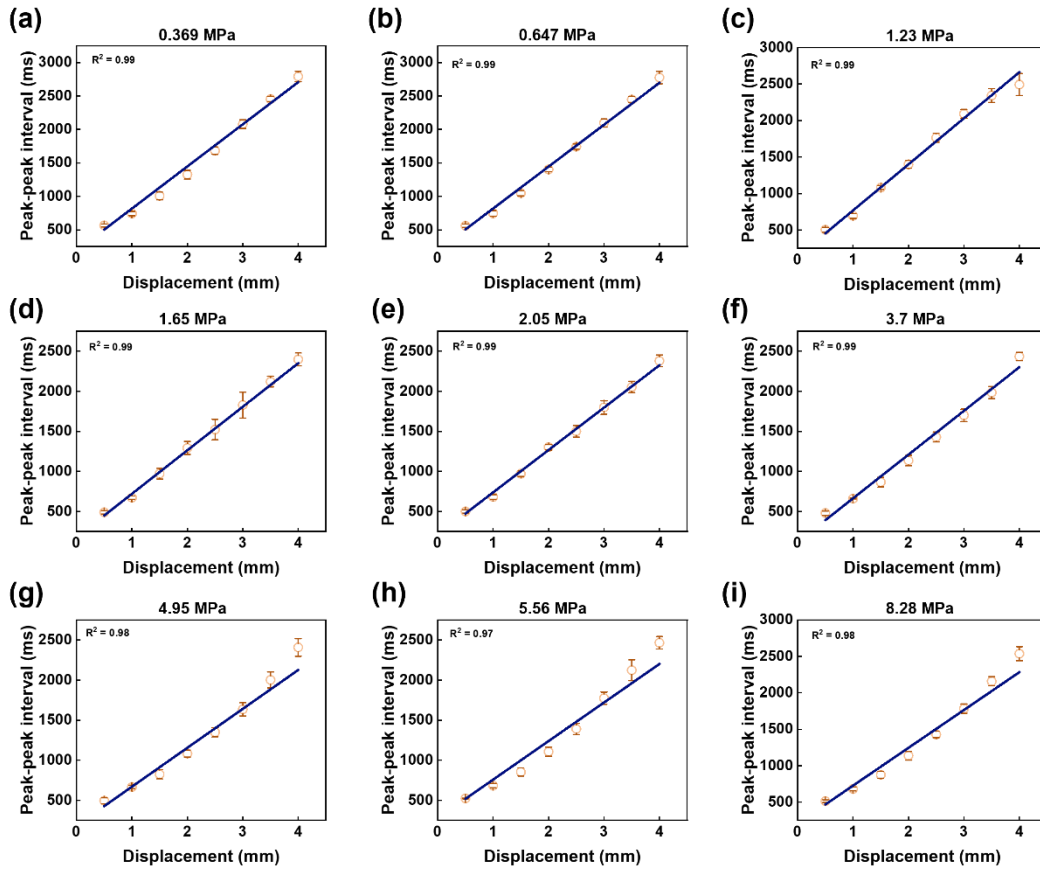 (a)
0.369 MPa
R² = 0.99
Peak-peak interval (ms)
3000
2500
2000
1500
1000
500
0 1 2 3 4
Displacement (mm)
(b)
0.647 MPa
R² = 0.99
Peak-peak interval (ms)
3000
2500
2000
1500
1000
500
0 1 2 3 4
Displacement (mm)
(c)
1.23 MPa
R² = 0.99
Peak-peak interval (ms)
3000
2500
2000
1500
1000
500
0 1 2 3 4
Displacement (mm)
(d)
1.65 MPa
R² = 0.99
Peak-peak interval (ms)
2500
2000
1500
1000
500
0 1 2 3 4
Displacement (mm)
(e)
2.05 MPa
R² = 0.99
Peak-peak interval (ms)
2500
2000
1500
1000
500
0 1 2 3 4
Displacement (mm)
(f)
3.7 MPa
R² = 0.99
Peak-peak interval (ms)
2500
2000
1500
1000
500
0 1 2 3 4
Displacement (mm)
(g)
4.95 MPa
R² = 0.98
Peak-peak interval (ms)
2500
2000
1500
1000
500
0 1 2 3 4
Displacement (mm)
(h)
5.56 MPa
R² = 0.97
Peak-peak interval (ms)
2500
2000
1500
1000
500
0 1 2 3 4
Displacement (mm)
(i)
8.28 MPa
R² = 0.98
Peak-peak interval (ms)
3000
2500
2000
1500
1000
500
0 1 2 3 4
Displacement (mm)